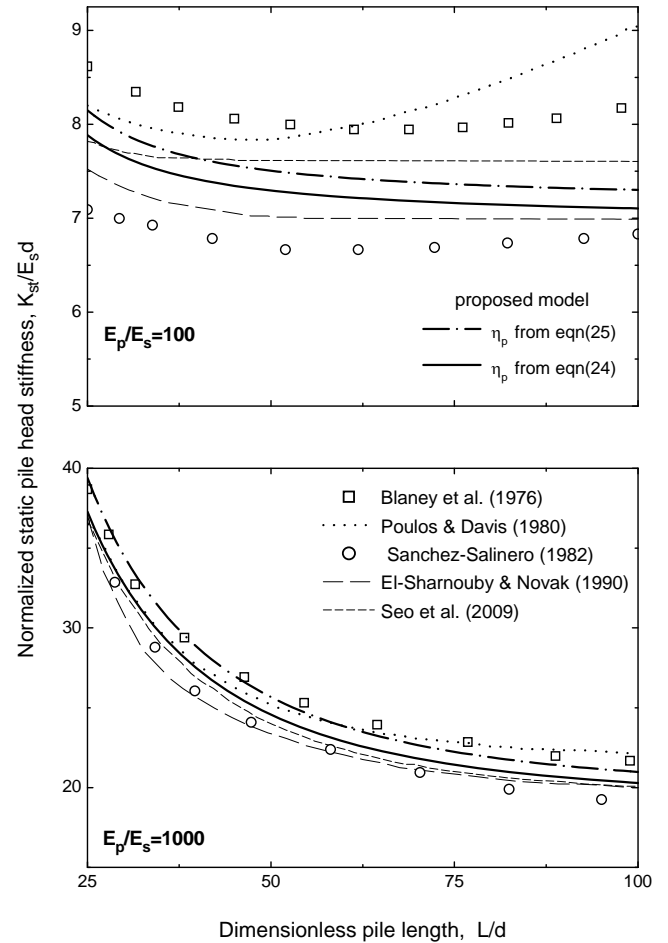 9
8
7
6
5
E_p/E_s=100
proposed model
η_p from eqn(25)
η_p from eqn(24)
Normalized static pile head stiffness, K_st/E_sd
40
30
20
Blaney et al. (1976)
Poulos & Davis (1980)
Sanchez-Salinero (1982)
El-Sharnouby & Novak (1990)
Seo et al. (2009)
E_p/E_s=1000
25
50
75
100
Dimensionless pile length, L/d